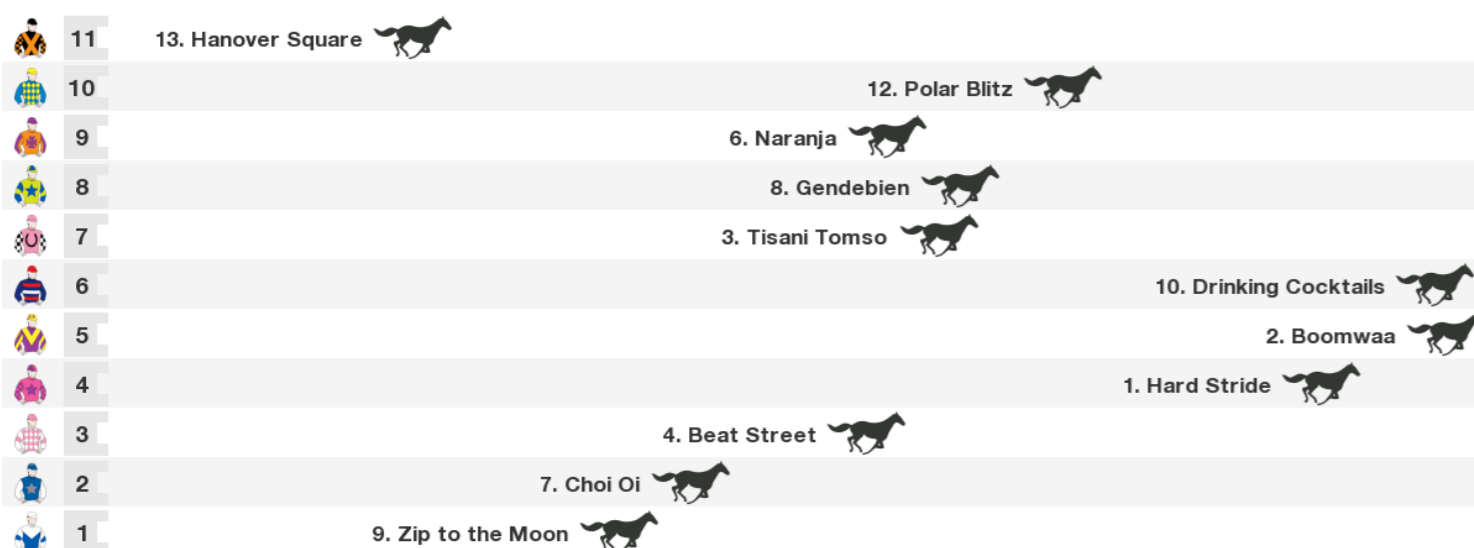 11 13. Hanover Square
10 12. Polar Blitz
9 6. Naranja
8 8. Gendebien
7 3. Tisani Tomso
6 10. Drinking Cocktails
5 2. Boomwaa
4 1. Hard Stride
3 4. Beat Street
2 7. Choi Oi
1 9. Zip to the Moon